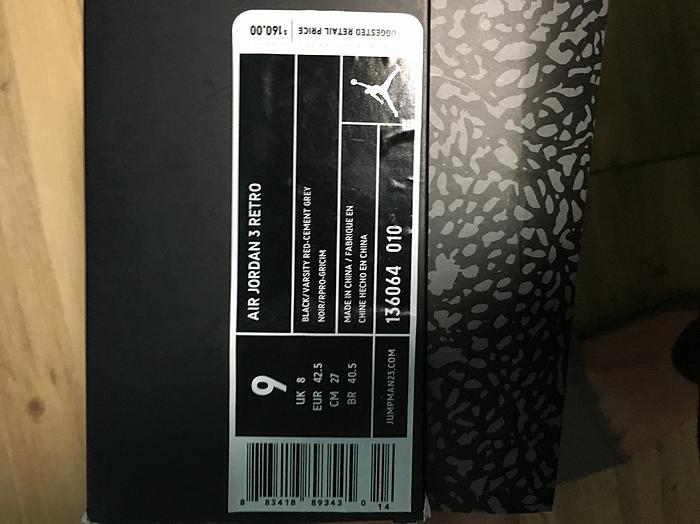 UGGESTED RETAIL PRICE $160.00
AIR JORDAN 3 RETRO
BLACK/VARSITY RED-CEMENT GREY
NOIR/RPRO-GRICIM
MADE IN CHINA / FABRIQUE EN
CHINE HECHO EN CHINA
136064 010
9
UK 8
EUR 42.5
CM 27
BR 40.5
JUMPMAN23.COM
8 83418 89343 0 14